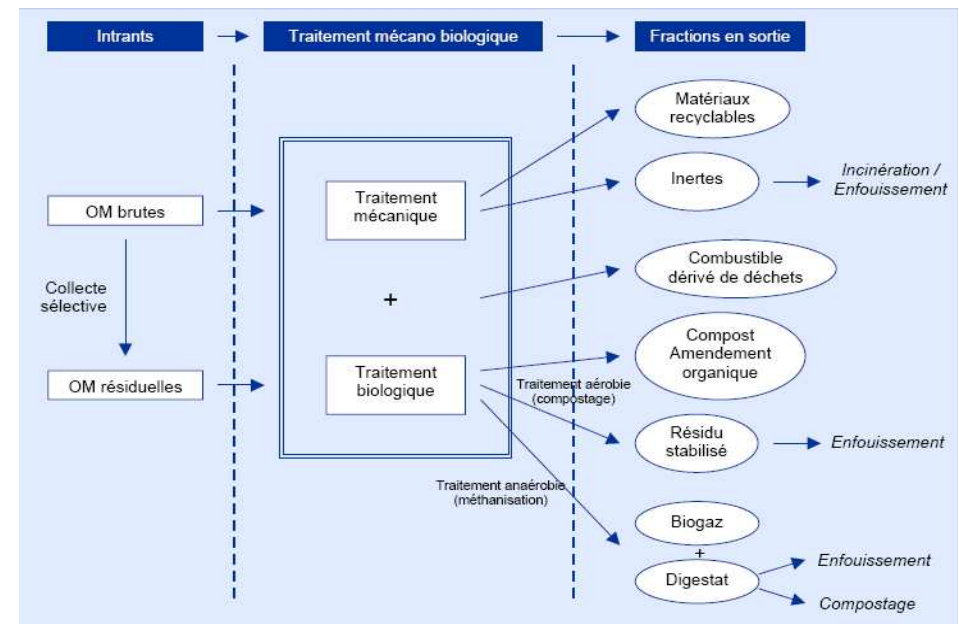 Intrants
Traitement mécano biologique
Fractions en sortie
Matériaux
recyclables
Inertes
Incinération /
Enfouissement
OM brutes
Traitement
mécanique
Combustible
dérivé de déchets
Collecte
sélective
+
Compost
Amendement
organique
OM résiduelles
Traitement
biologique
Traitement aérobie
(compostage)
Résidu
stabilisé
Enfouissement
Traitement anaérobie
(méthanisation)
Biogaz
+
Digestat
Enfouissement
Compostage